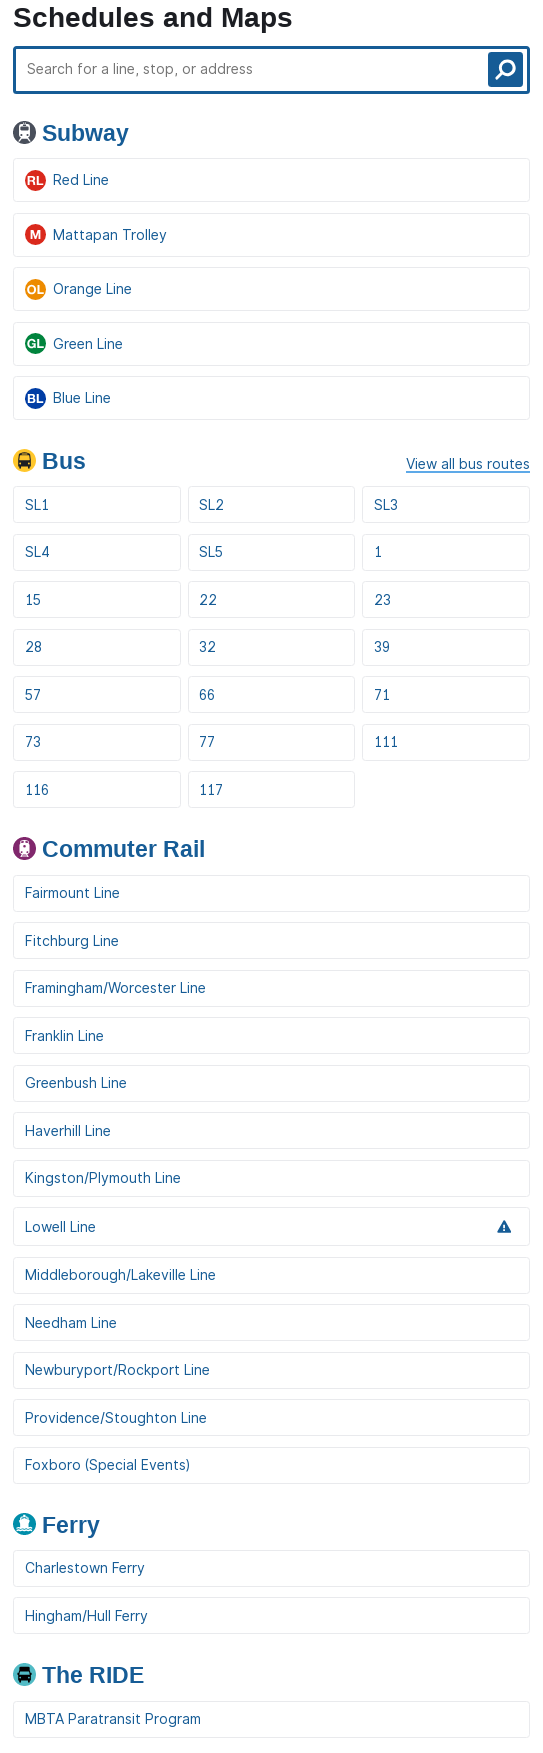 Schedules and Maps
Search for a line, stop, or address
Subway
RL Red Line
M Mattapan Trolley
OL Orange Line
GL Green Line
BL Blue Line
Bus View all bus routes
SL1 SL2 SL3
SL4 SL5 1
15 22 23
28 32 39
57 66 71
73 77 111
116 117
Commuter Rail
Fairmount Line
Fitchburg Line
Framingham/Worcester Line
Franklin Line
Greenbush Line
Haverhill Line
Kingston/Plymouth Line
Lowell Line
Middleborough/Lakeville Line
Needham Line
Newburyport/Rockport Line
Providence/Stoughton Line
Foxboro (Special Events)
Ferry
Charlestown Ferry
Hingham/Hull Ferry
The RIDE
MBTA Paratransit Program